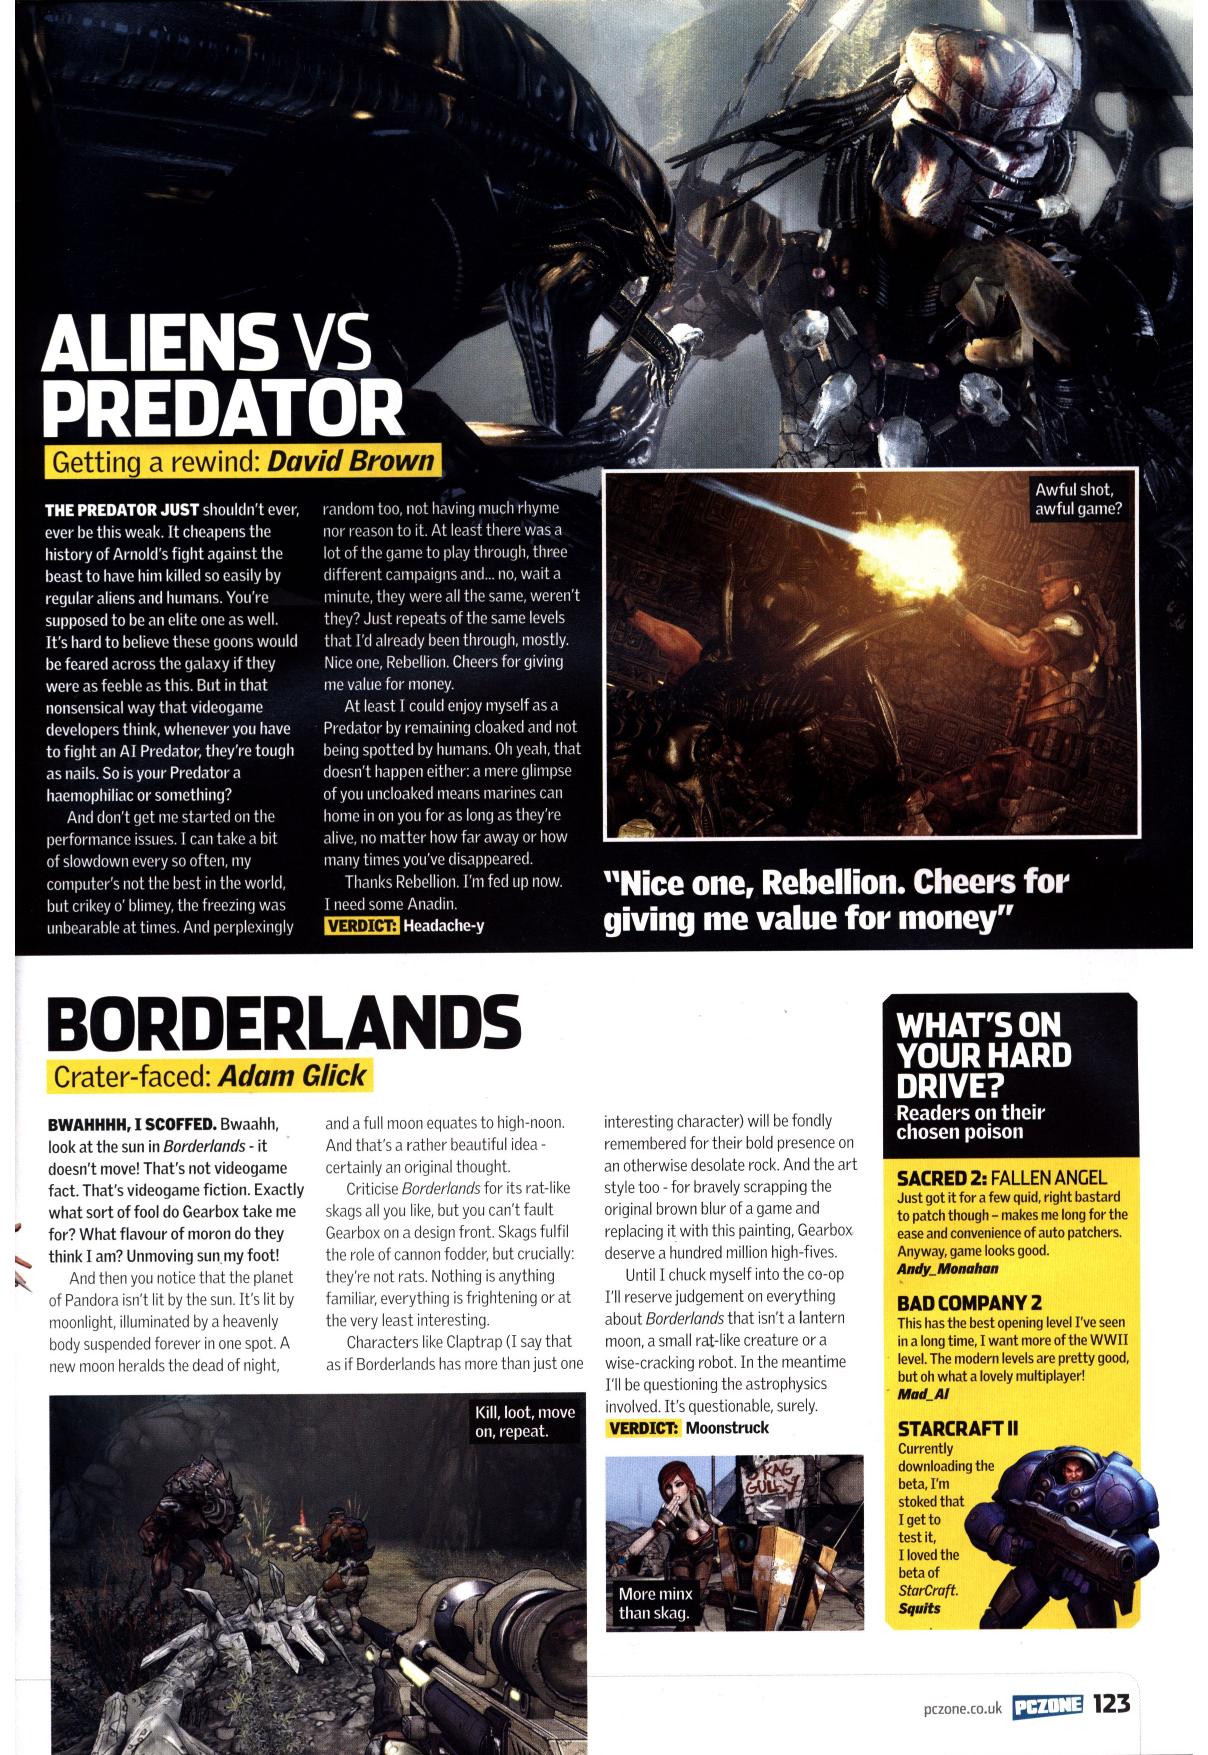 ALIENS VS
PREDATOR
Getting a rewind: David Brown
THE PREDATOR JUST shouldn't ever,
ever be this weak. It cheapens the
history of Arnold's fight against the
beast to have him killed so easily by
regular aliens and humans. You're
supposed to be an elite one as well.
It's hard to believe these goons would
be feared across the galaxy if they
were as feeble as this. But in that
nonsensical way that videogame
developers think, whenever you have
to fight an AI Predator, they're tough
as nails. So is your Predator a
haemophiliac or something?
And don't get me started on the
performance issues. I can take a bit
of slowdown every so often, my
computer's not the best in the world,
but crikey o' blimey, the freezing was
unbearable at times. And perplexingly
random too, not having much rhyme
nor reason to it. At least there was a
lot of the game to play through, three
different campaigns and... no, wait a
minute, they were all the same, weren't
they? Just repeats of the same levels
that I'd already been through, mostly.
Nice one, Rebellion. Cheers for giving
me value for money.
At least I could enjoy myself as a
Predator by remaining cloaked and not
being spotted by humans. Oh yeah, that
doesn't happen either: a mere glimpse
of you uncloaked means marines can
home in on you for as long as they're
alive, no matter how far away or how
many times you've disappeared.
Thanks Rebellion. I'm fed up now.
I need some Anadin.
VERDICT: Headache-y
Awful shot,
awful game?
"Nice one, Rebellion. Cheers for
giving me value for money"
BORDERLANDS
Crater-faced: Adam Glick
BWAHHHH, I SCOFFED. Bwaahh,
look at the sun in Borderlands - it
doesn't move! That's not videogame
fact. That's videogame fiction. Exactly
what sort of fool do Gearbox take me
for? What flavour of moron do they
think I am? Unmoving sun my foot!
And then you notice that the planet
of Pandora isn't lit by the sun. It's lit by
moonlight, illuminated by a heavenly
body suspended forever in one spot. A
new moon heralds the dead of night,
and a full moon equates to high-noon.
And that's a rather beautiful idea -
certainly an original thought.
Criticise Borderlands for its rat-like
skags all you like, but you can't fault
Gearbox on a design front. Skags fulfil
the role of cannon fodder, but crucially:
they're not rats. Nothing is anything
familiar, everything is frightening or at
the very least interesting.
Characters like Claptrap (I say that
as if Borderlands has more than just one
interesting character) will be fondly
remembered for their bold presence on
an otherwise desolate rock. And the art
style too - for bravely scrapping the
original brown blur of a game and
replacing it with this painting, Gearbox
deserve a hundred million high-fives.
Until I chuck myself into the co-op
I'll reserve judgement on everything
about Borderlands that isn't a lantern
moon, a small rat-like creature or a
wise-cracking robot. In the meantime
I'll be questioning the astrophysics
involved. It's questionable, surely.
VERDICT: Moonstruck
Kill, loot, move
on, repeat.
SKAG
GULLY
More minx
than skag.
WHAT'S ON
YOUR HARD
DRIVE?
Readers on their
chosen poison
SACRED 2: FALLEN ANGEL
Just got it for a few quid, right bastard
to patch though – makes me long for the
ease and convenience of auto patchers.
Anyway, game looks good.
Andy_Monahan
BAD COMPANY 2
This has the best opening level I've seen
in a long time, I want more of the WWII
level. The modern levels are pretty good,
but oh what a lovely multiplayer!
Mad_Al
STARCRAFT II
Currently
downloading the
beta, I'm
stoked that
I get to
test it,
I loved the
beta of
StarCraft.
Squits
pczone.co.uk PCZONE 123